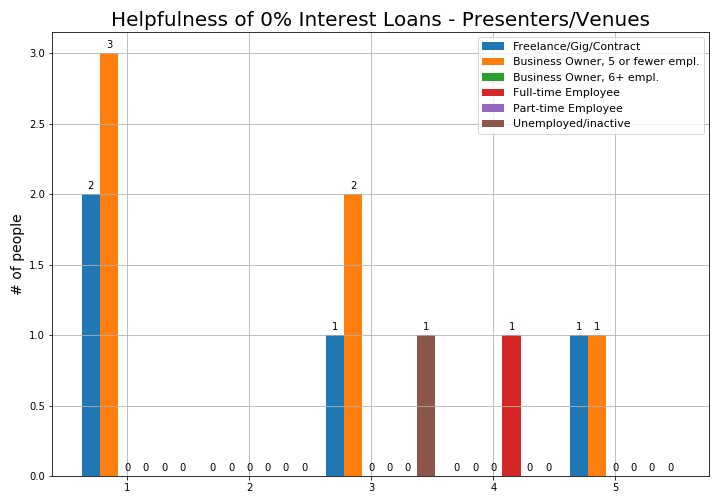 Helpfulness of 0% Interest Loans - Presenters/Venues
# of people
3.0
2.5
2.0
1.5
1.0
0.5
0.0
Freelance/Gig/Contract
Business Owner, 5 or fewer empl.
Business Owner, 6+ empl.
Full-time Employee
Part-time Employee
Unemployed/inactive
2 3 0 0 0 0
0 0 0 0 0 0
1 2 0 0 0 1
0 0 0 1 0 0
1 1 0 0 0 0
1 2 3 4 5